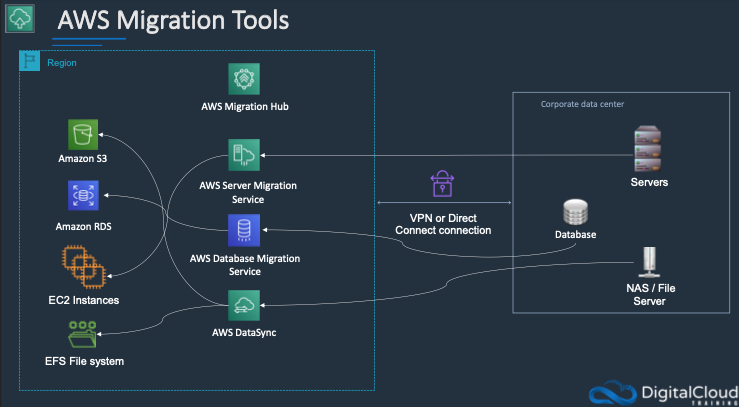 AWS Migration Tools
Region
AWS Migration Hub
Corporate data center
Amazon S3
AWS Server Migration
Service
Servers
VPN or Direct
Connect connection
Amazon RDS
Database
AWS Database Migration
Service
EC2 Instances
NAS / File
Server
AWS DataSync
EFS File system
DigitalCloud
TRAINING